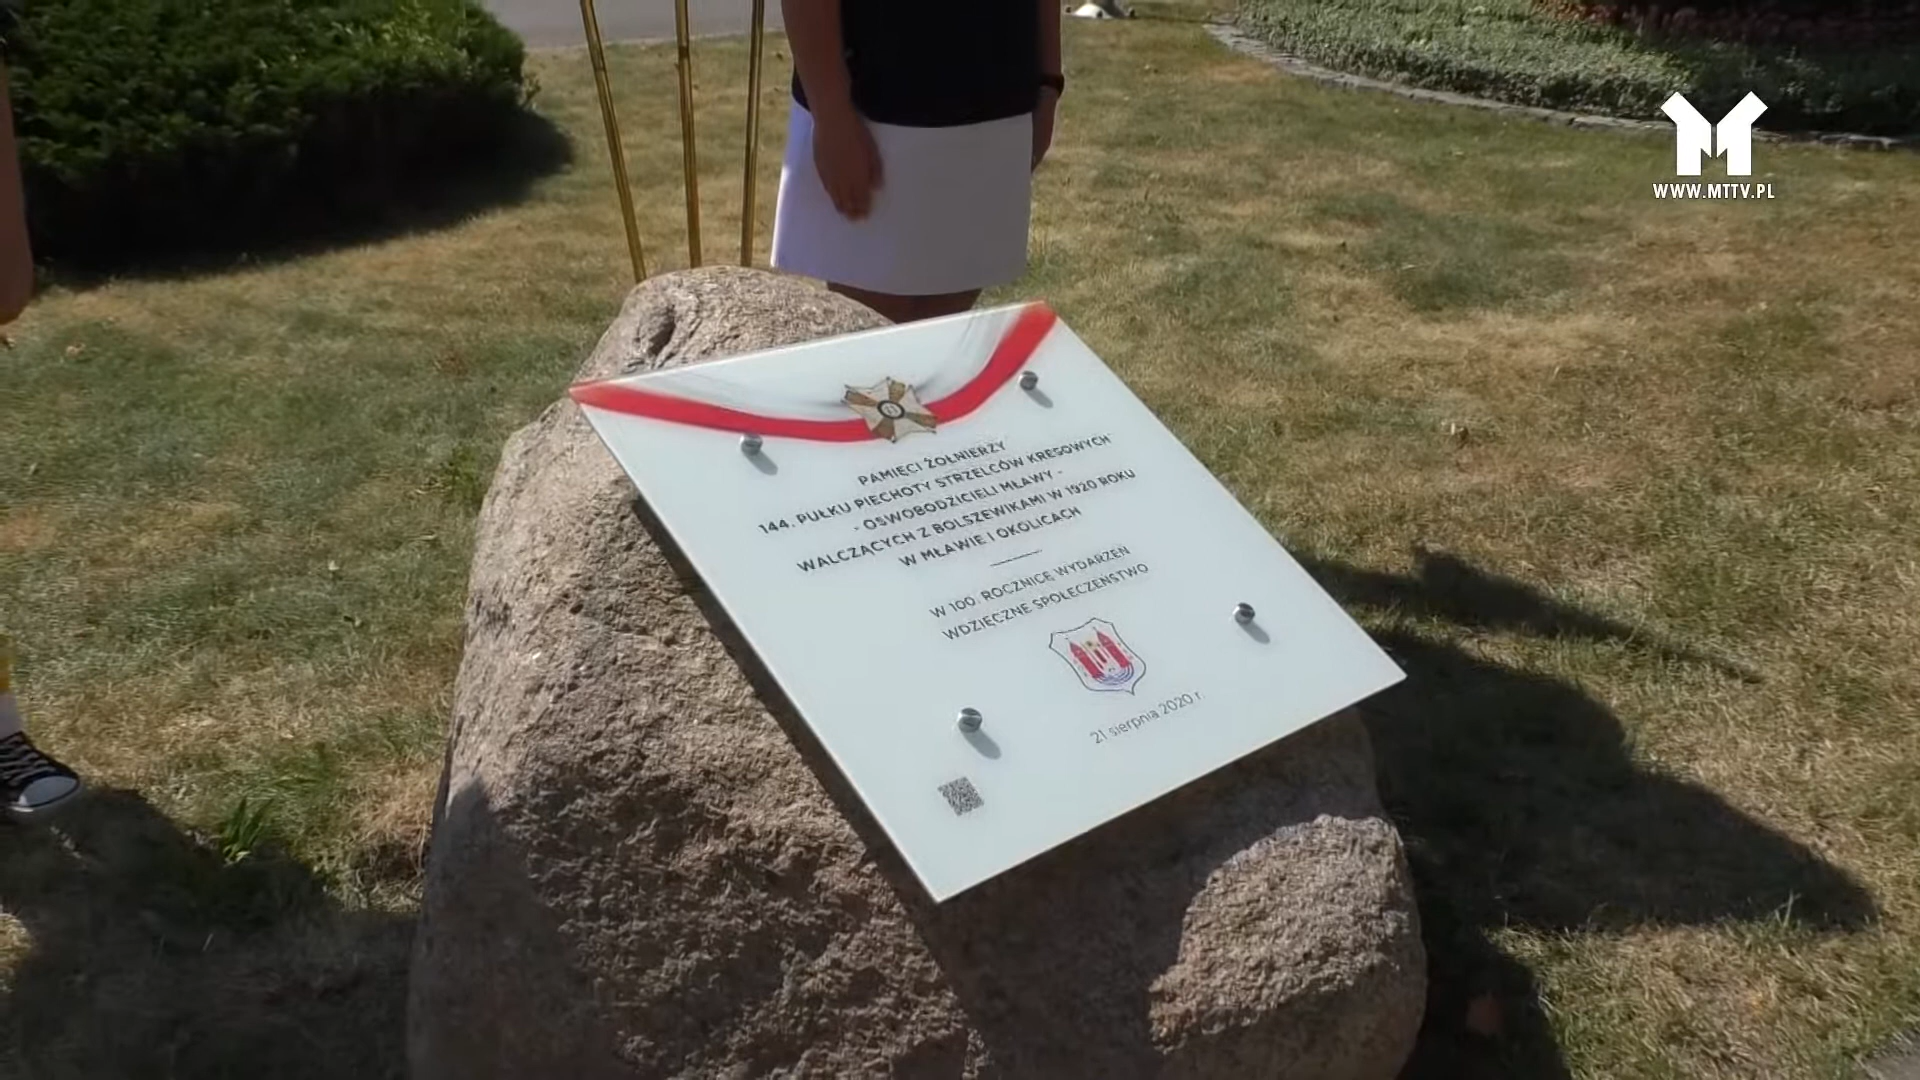 WWW.MTTV.PL
PAMIĘCI ŻOŁNIERZY
144. PUŁKU PIECHOTY STRZELCÓW KRESOWYCH
- OSWOBODZICIELI MŁAWY -
WALCZĄCYCH Z BOLSZEWIKAMI W 1920 ROKU
W MŁAWIE I OKOLICACH
W 100. ROCZNICĘ WYDARZEŃ
WDZIĘCZNE SPOŁECZEŃSTWO
21 sierpnia 2020 r.